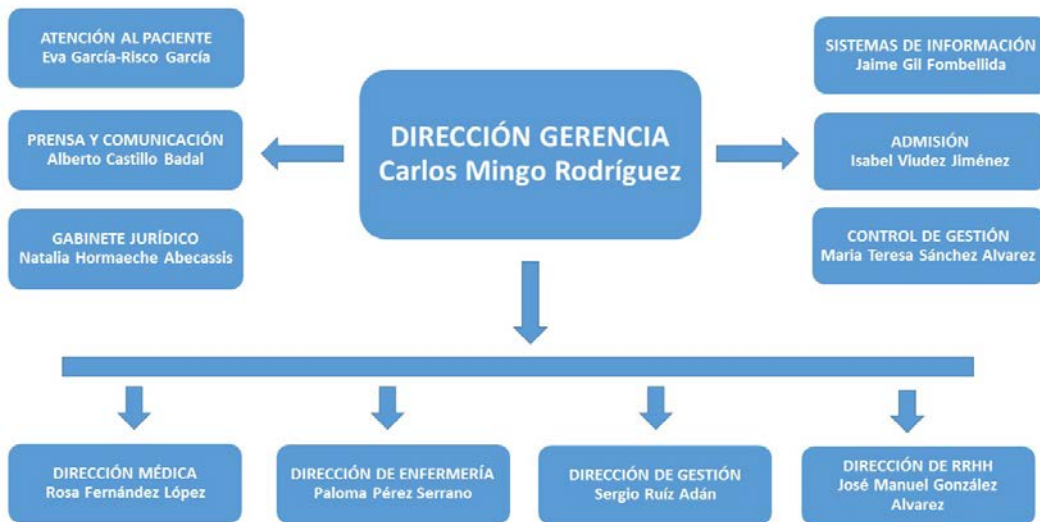 ATENCIÓN AL PACIENTE
Eva García-Risco García
PRENSA Y COMUNICACIÓN
Alberto Castillo Badal
GABINETE JURÍDICO
Natalia Hormaeche Abecassis
DIRECCIÓN GERENCIA
Carlos Mingo Rodríguez
SISTEMAS DE INFORMACIÓN
Jaime Gil Fombellida
ADMISIÓN
Isabel Viudez Jiménez
CONTROL DE GESTIÓN
Maria Teresa Sánchez Alvarez
DIRECCIÓN MÉDICA
Rosa Fernández López
DIRECCIÓN DE ENFERMERÍA
Paloma Pérez Serrano
DIRECCIÓN DE GESTIÓN
Sergio Ruíz Adán
DIRECCIÓN DE RRHH
José Manuel González
Alvarez